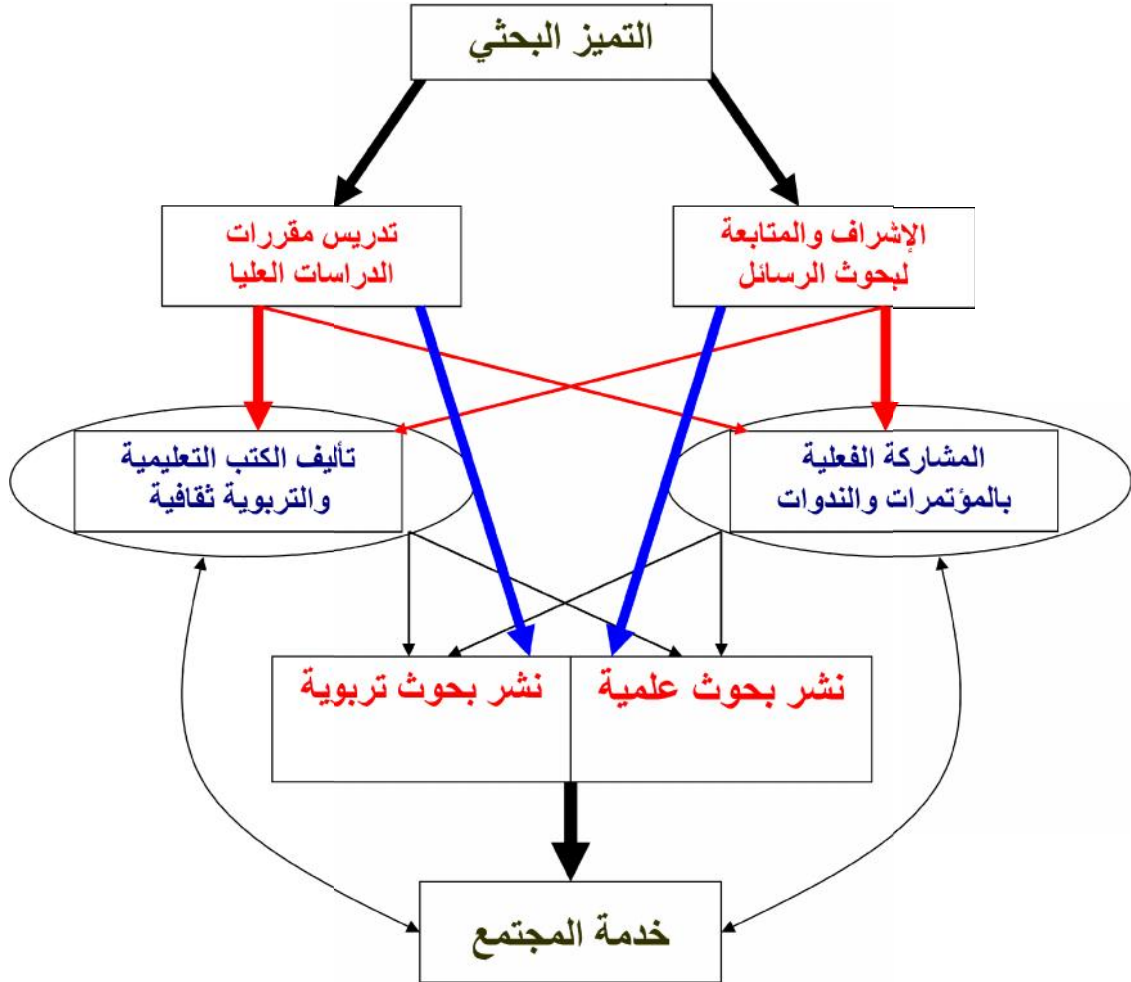 التميز البحثي
الإشراف والمتابعة
لبحوث الرسائل
تدريس مقررات
الدراسات العليا
المشاركة الفعلية
بالمؤتمرات والندوات
تأليف الكتب التعليمية
والتربوية ثقافية
نشر بحوث علمية
نشر بحوث تربوية
خدمة المجتمع